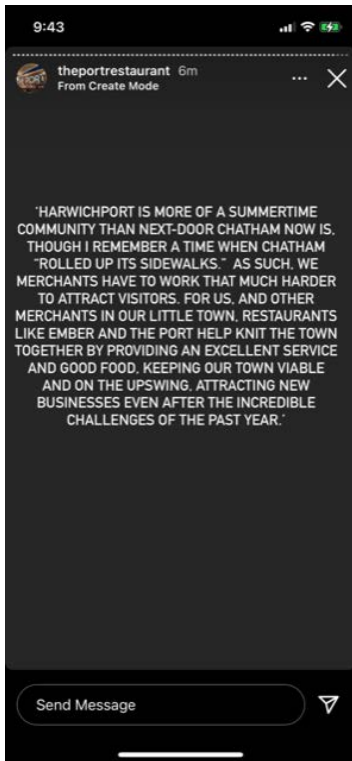 9:43
theportrestaurant 6m
From Create Mode
'HARWICHPORT IS MORE OF A SUMMERTIME
COMMUNITY THAN NEXT-DOOR CHATHAM NOW IS,
THOUGH I REMEMBER A TIME WHEN CHATHAM
"ROLLED UP ITS SIDEWALKS."  AS SUCH, WE
MERCHANTS HAVE TO WORK THAT MUCH HARDER
TO ATTRACT VISITORS. FOR US, AND OTHER
MERCHANTS IN OUR LITTLE TOWN, RESTAURANTS
LIKE EMBER AND THE PORT HELP KNIT THE TOWN
TOGETHER BY PROVIDING AN EXCELLENT SERVICE
AND GOOD FOOD, KEEPING OUR TOWN VIABLE
AND ON THE UPSWING, ATTRACTING NEW
BUSINESSES EVEN AFTER THE INCREDIBLE
CHALLENGES OF THE PAST YEAR.'
Send Message